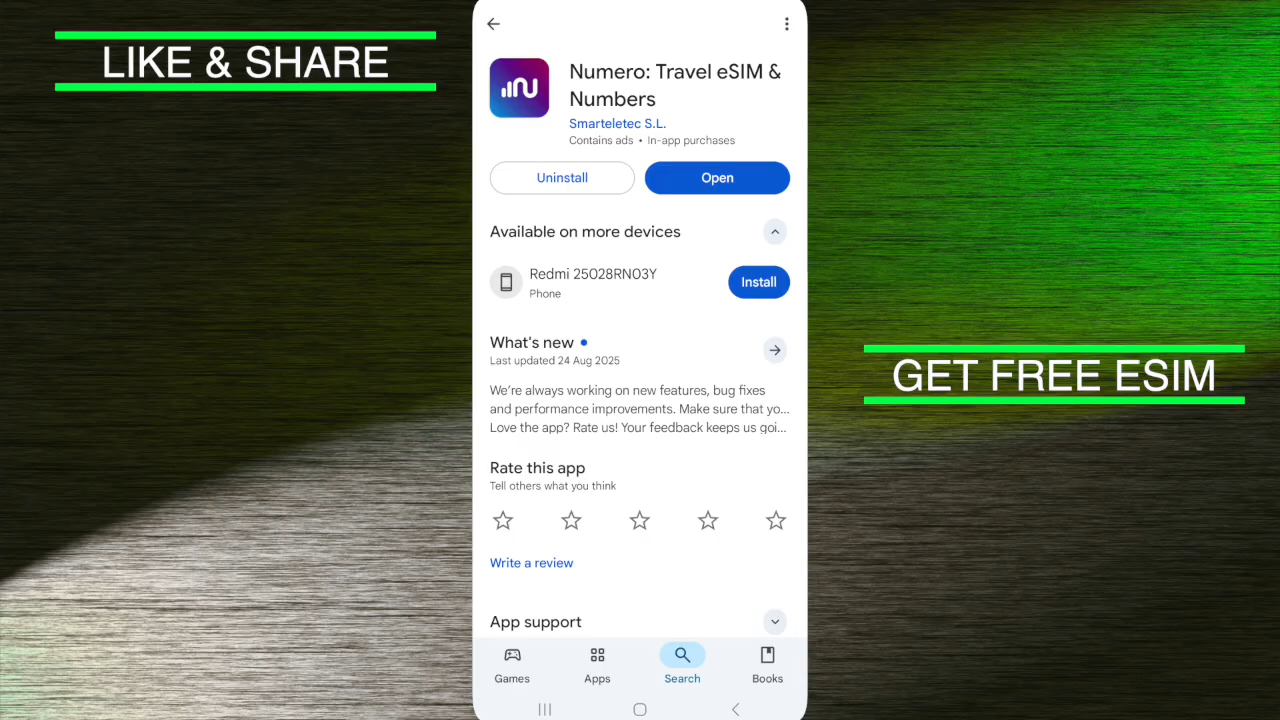 LIKE & SHARE
Numero: Travel eSIM &
Numbers
Smarteletec S.L.
Contains ads • In-app purchases
Uninstall
Open
Available on more devices
Redmi 25028RN03Y
Phone
Install
What's new
Last updated 24 Aug 2025
We’re always working on new features, bug fixes
and performance improvements. Make sure that yo...
Love the app? Rate us! Your feedback keeps us goi...
GET FREE ESIM
Rate this app
Tell others what you think
Write a review
App support
Games
Apps
Search
Books